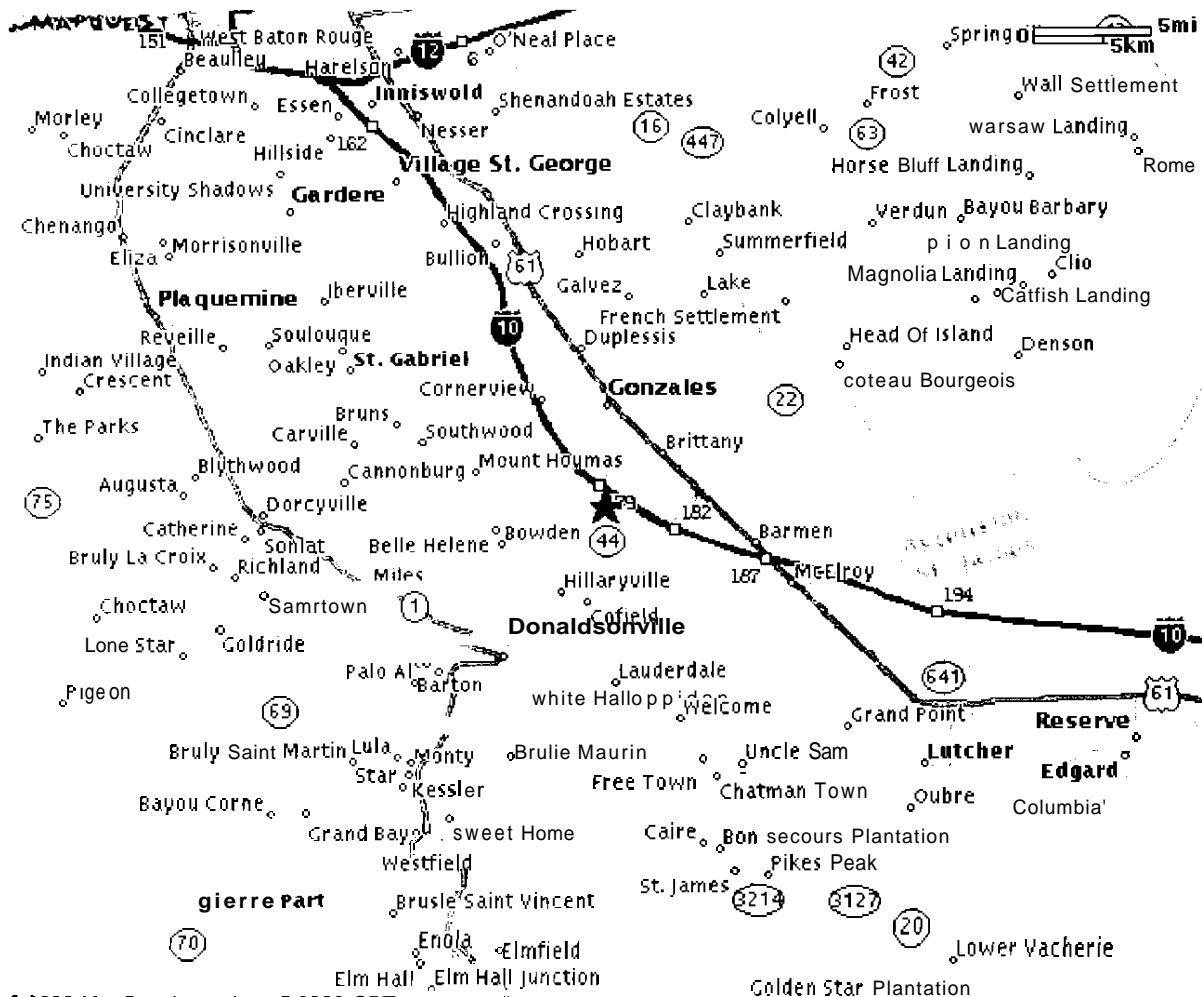 MAPQUEST
151
West Baton Rouge
12
6
O'Neal Place
5mi
0
5km
Beaulley
Harelson
42
Collegetown
Essen
Inniswold
Shenandoah Estates
Frost
Wall Settlement
Morley
Cinclare
Nesser
16
447
Colyell
63
warsaw Landing
Choctaw
Hillside
162
Village St. George
Horse Bluff Landing
Rome
University Shadows
Gardere
Chenango
Highland Crossing
Claybank
Verdun
Bayou Barbary
Morrisonville
Hobart
Summerfield
p i o n Landing
Eliza
Bullion
61
Clio
Plaquemine
Iberville
Galvez
Lake
Magnolia Landing
Catfish Landing
10
French Settlement
Reveille
Soulouque
Duplessis
Head Of Island
Denson
Indian Village
Oakley
St. Gabriel
Crescent
Cornerview
Gonzales
coteau Bourgeois
22
Bruns
The Parks
Carville
Southwood
Brittany
Blythwood
Cannonburg
Mount Houmas
Augusta
75
Dorcyville
182
Catherine
Sonlat
Belle Helene
Bowden
44
Barmen
Bruly La Croix
Richland
Miles
Hillaryville
187
McElroy
Choctaw
Samrtown
1
Cofield
194
Lone Star
Goldride
Donaldsonville
10
Palo Al
Barton
Lauderdale
641
Pigeon
white Halloppiden
61
69
Welcome
Grand Point
Reserve
Bruly Saint Martin
Lula
Monty
Brulie Maurin
Uncle Sam
Lutcher
Star
Kessler
Free Town
Chatman Town
Edgard
Bayou Corne
Oubre
Columbia'
Grand Bay
sweet Home
Caire
Bon secours Plantation
Westfield
Pikes Peak
gierre Part
Brusle Saint Vincent
St. James
3214
3127
20
70
Enola
Elmfield
Lower Vacherie
Elm Hall
Elm Hall Junction
Golden Star Plantation